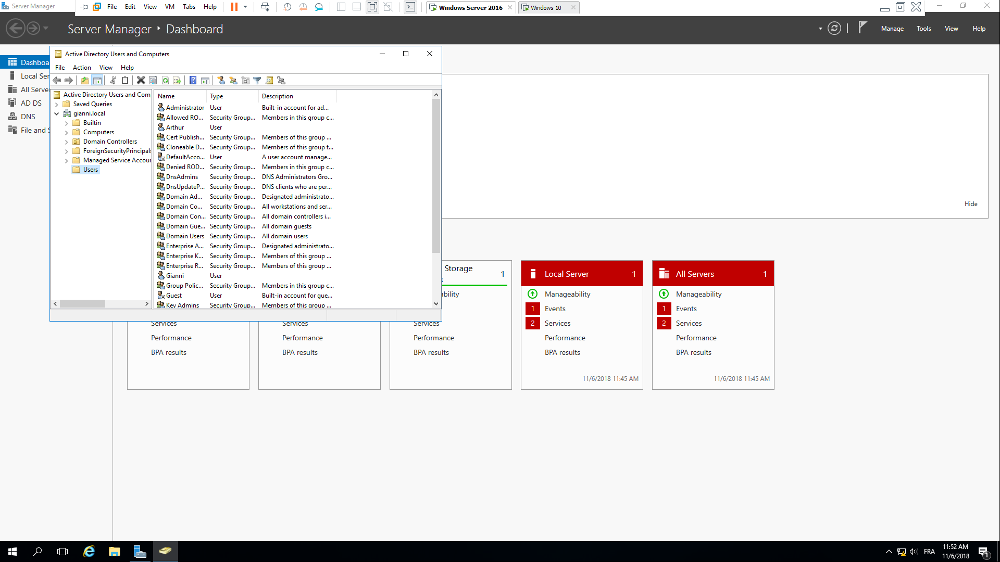 Server Manager
File Edit View VM Tabs Help
Windows Server 2016
Windows 10
Server Manager
Dashboard
Manage Tools View Help
Dashboa
Local Ser
All Server
AD DS
DNS
File and S
Active Directory Users and Computers
File Action View Help
Active Directory Users and Com
Saved Queries
gianni.local
Builtin
Computers
Domain Controllers
ForeignSecurityPrincipals
Managed Service Accour
Users
Name Type Description
Administrator User Built-in account for ad...
Allowed RO... Security Group... Members in this group c...
Arthur User
Cert Publish... Security Group... Members of this group ...
Cloneable D... Security Group... Members of this group t...
DefaultAcco... User A user account manage...
Denied ROD... Security Group... Members in this group c...
DnsAdmins Security Group... DNS Administrators Gro...
DnsUpdateP... Security Group... DNS clients who are per...
Domain Ad... Security Group... Designated administrato...
Domain Co... Security Group... All workstations and ser...
Domain Con... Security Group... All domain controllers i...
Domain Gue... Security Group... All domain guests
Domain Users Security Group... All domain users
Enterprise A... Security Group... Designated administrato...
Enterprise K... Security Group... Members of this group ...
Enterprise R... Security Group... Members of this group ...
Gianni User
Group Polic... Security Group... Members in this group c...
Guest User Built-in account for gue...
Key Admins Security Group... Members of this group ...
Hide
Services
Performance
BPA results
Services
Performance
BPA results
Storage 1
ability
Services
Performance
BPA results
Local Server 1
Manageability
1 Events
2 Services
Performance
BPA results
11/6/2018 11:45 AM
All Servers 1
Manageability
1 Events
2 Services
Performance
BPA results
11/6/2018 11:45 AM
FRA
11:52 AM
11/6/2018
1